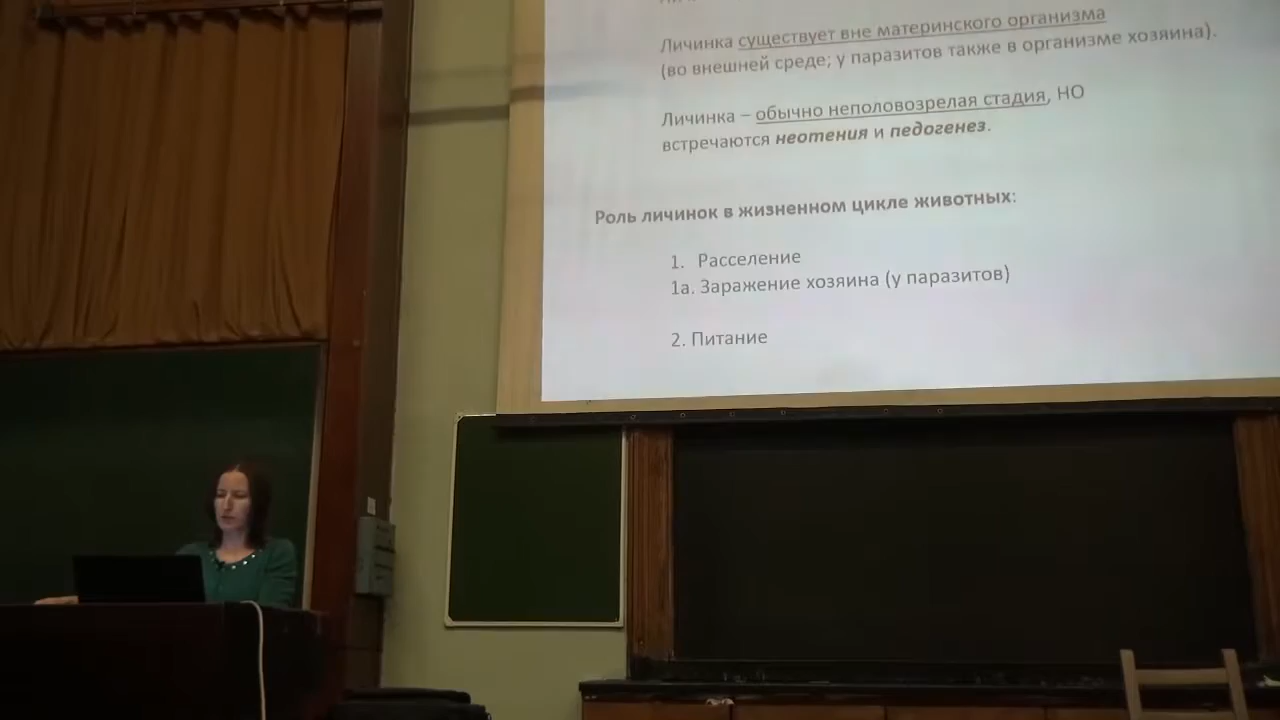 Личинка существует вне материнского организма
(во внешней среде; у паразитов также в организме хозяина).
Личинка – обычно неполовозрелая стадия, НО
встречаются неотения и педогенез.
Роль личинок в жизненном цикле животных:
1. Расселение
1а. Заражение хозяина (у паразитов)
2. Питание